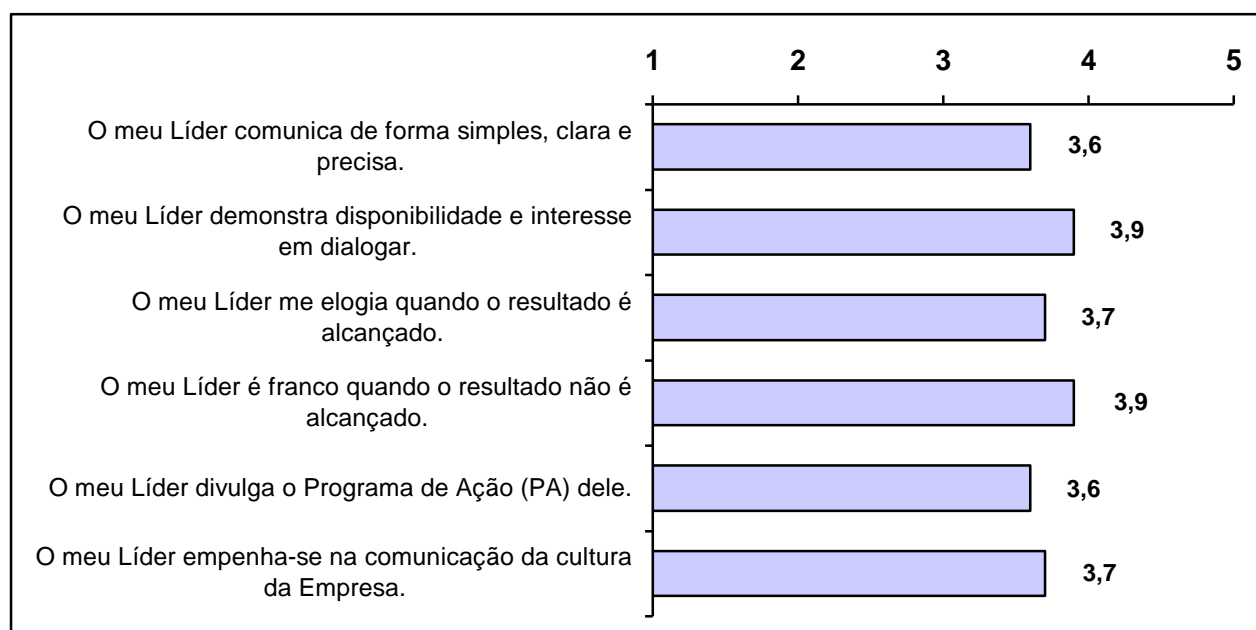 1 2 3 4 5
O meu Líder comunica de forma simples, clara e
precisa.
3,6
O meu Líder demonstra disponibilidade e interesse
em dialogar.
3,9
O meu Líder me elogia quando o resultado é
alcançado.
3,7
O meu Líder é franco quando o resultado não é
alcançado.
3,9
O meu Líder divulga o Programa de Ação (PA) dele.
3,6
O meu Líder empenha-se na comunicação da cultura
da Empresa.
3,7